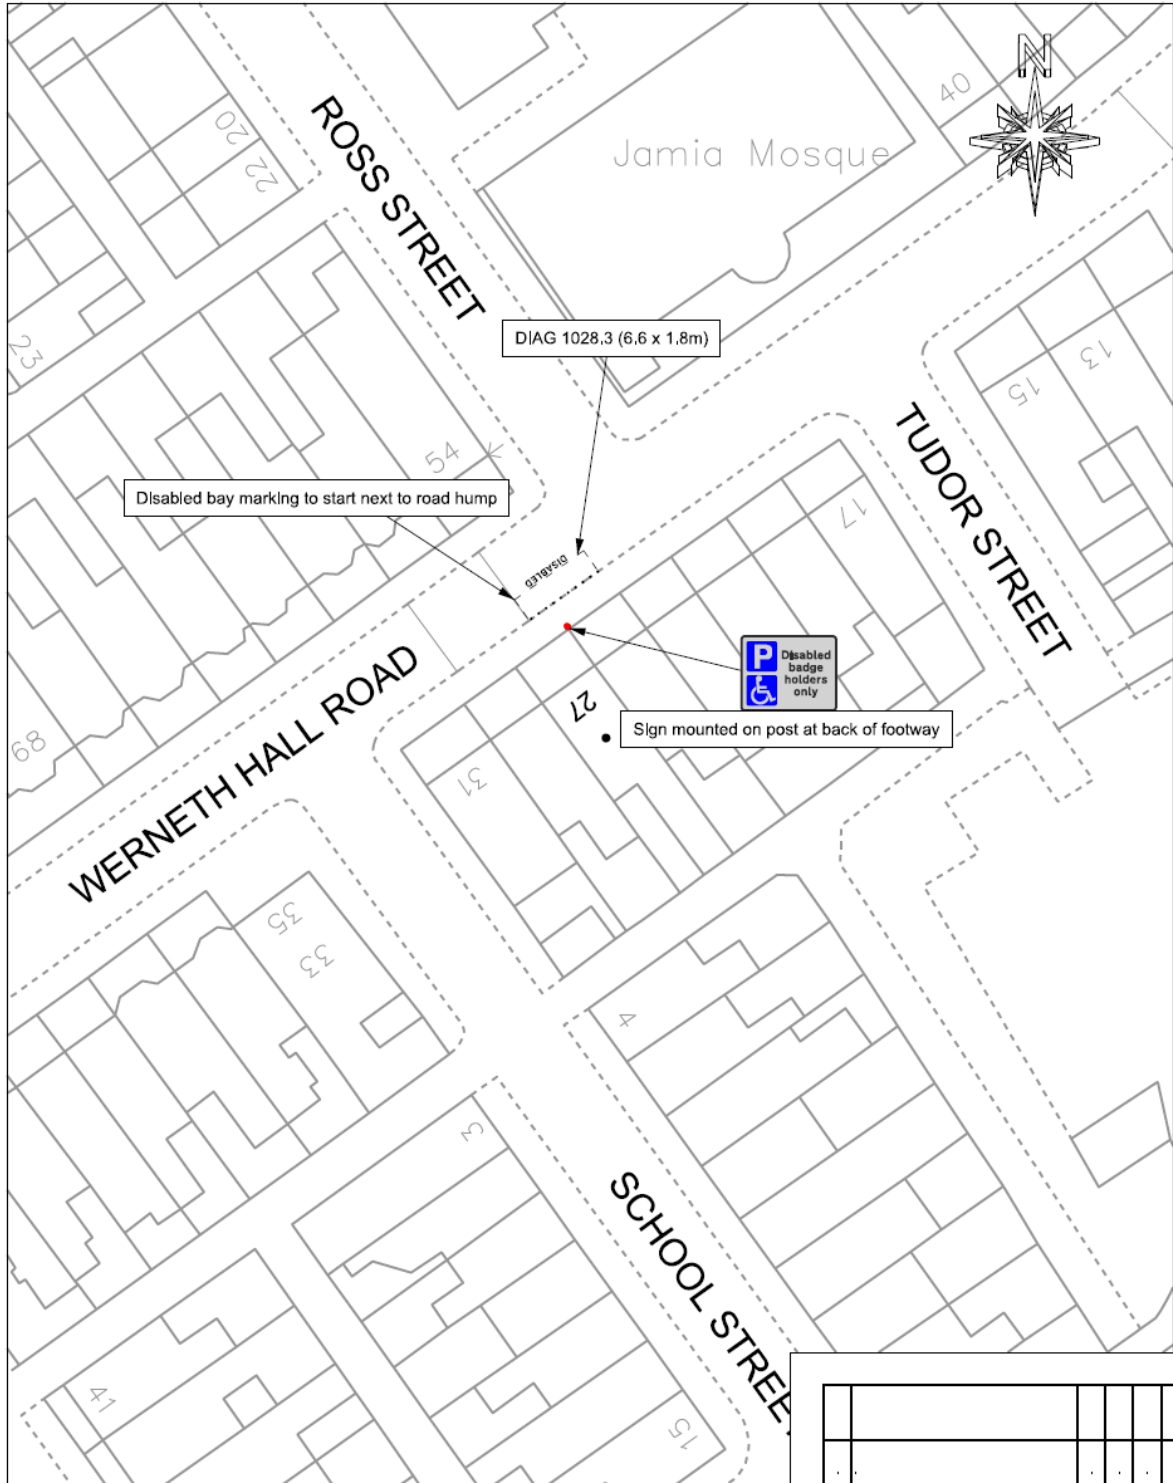 N
40
Jamia Mosque
ROSS STREET
20
22
23
DIAG 1028.3 (6.6 x 1.8m)
13
15
TUDOR STREET
54
Disabled bay marking to start next to road hump
17
DISABLED
P Disabled
badge
holders
only
27
Sign mounted on post at back of footway
WERNETH HALL ROAD
68
31
35
33
4
3
SCHOOL STREE
41
15